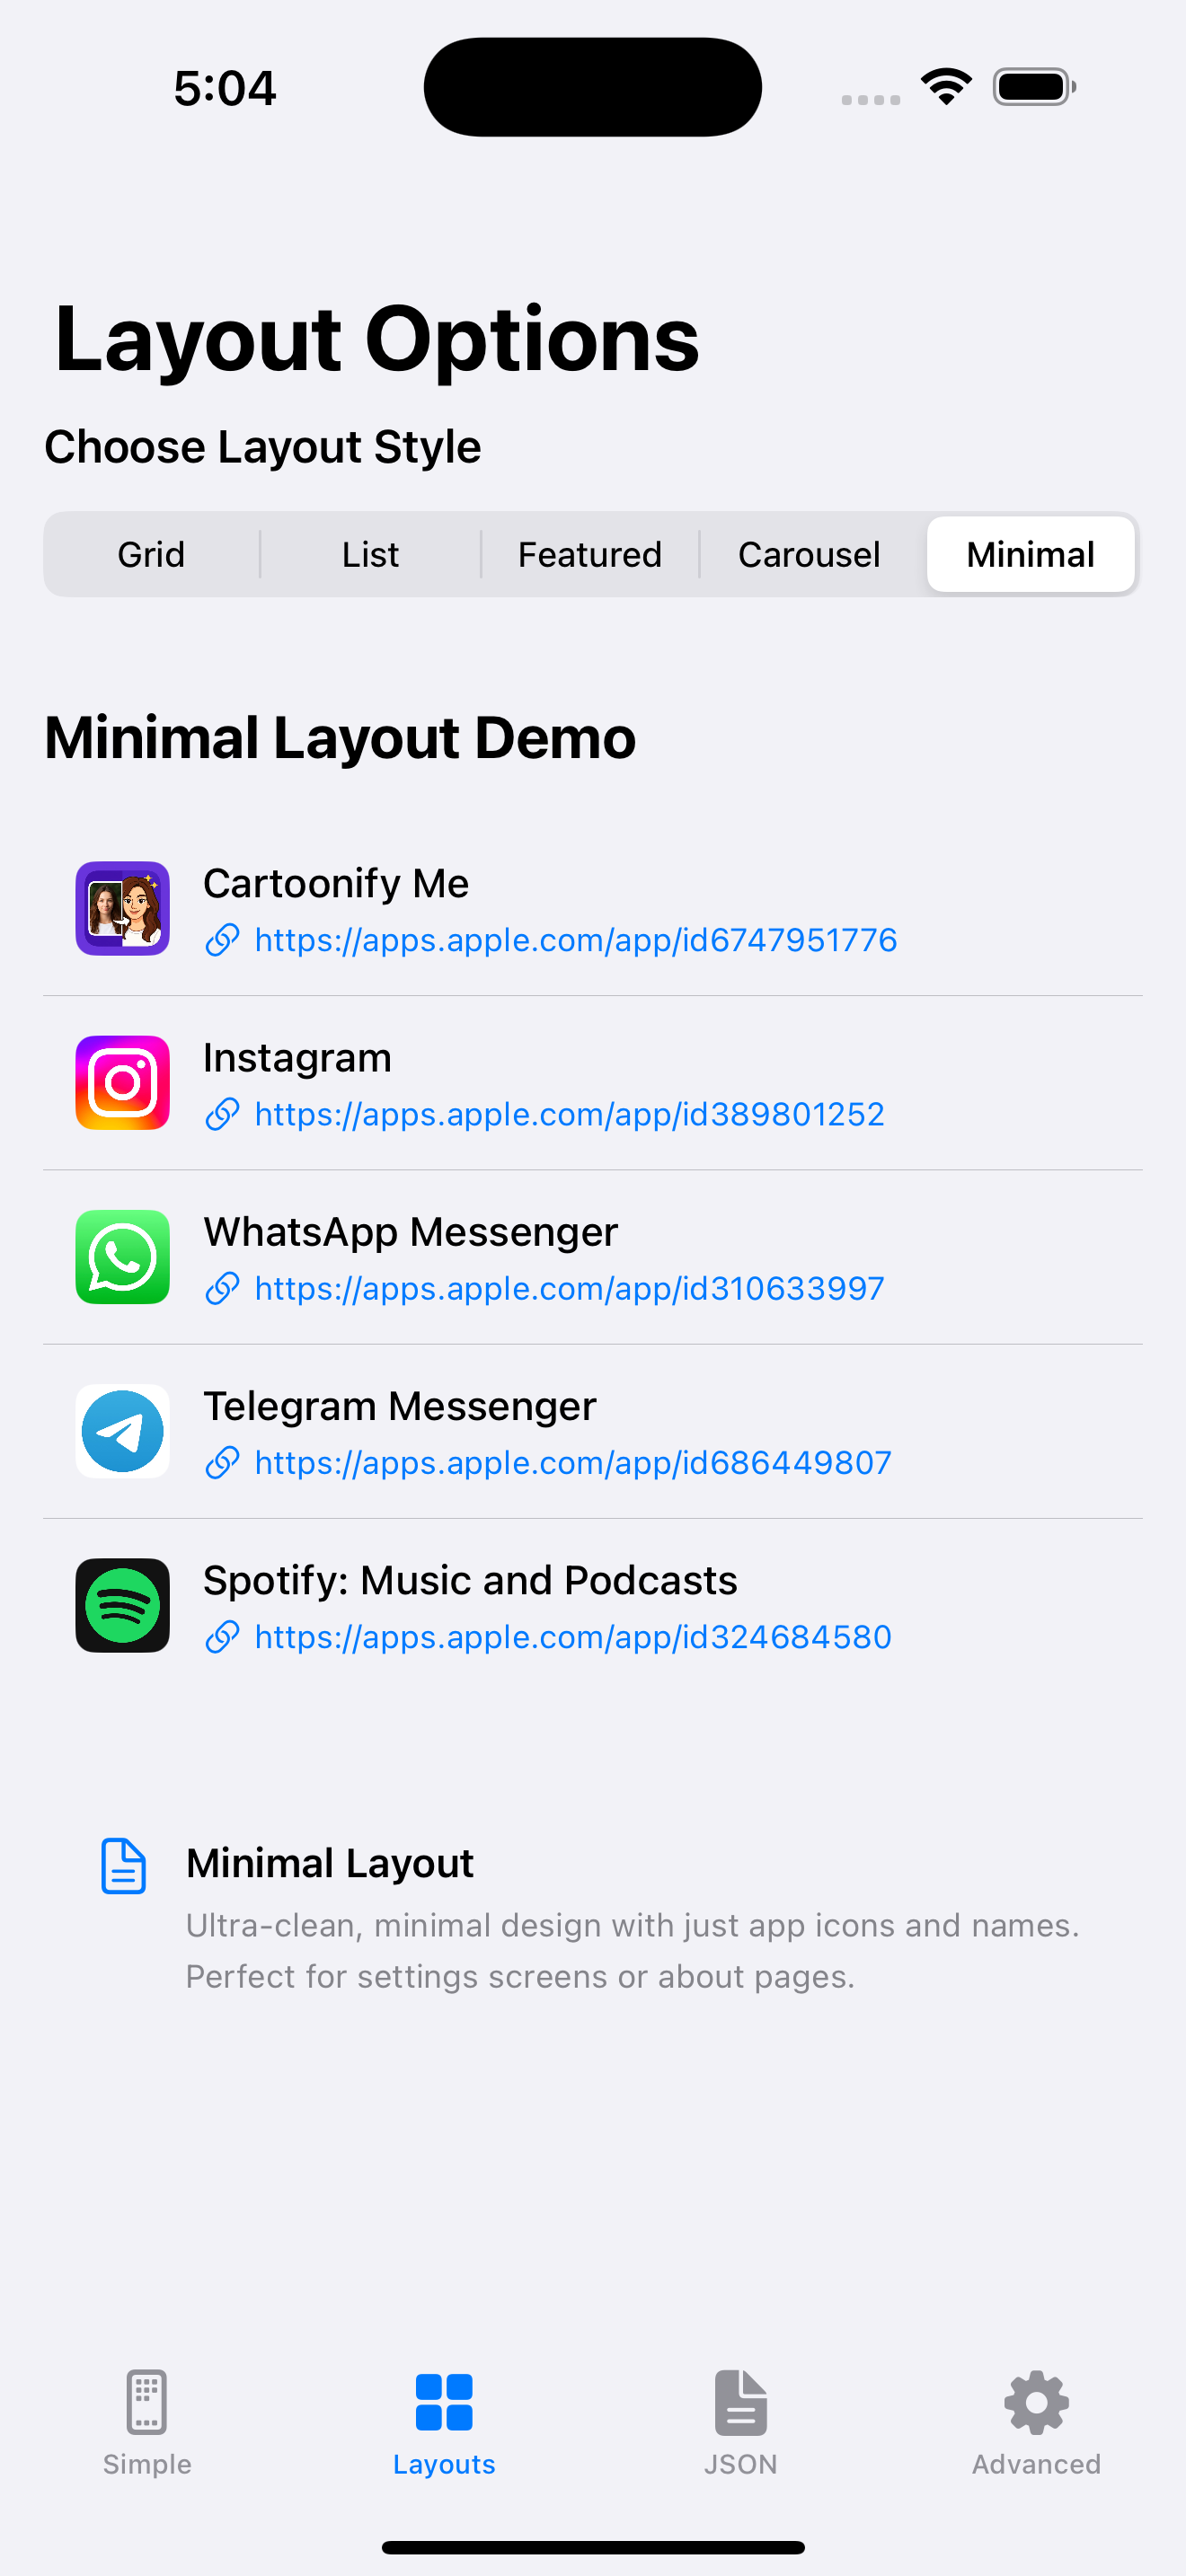 5:04
Layout Options
Choose Layout Style
Grid List Featured Carousel Minimal
Minimal Layout Demo
Cartoonify Me
https://apps.apple.com/app/id6747951776
Instagram
https://apps.apple.com/app/id389801252
WhatsApp Messenger
https://apps.apple.com/app/id310633997
Telegram Messenger
https://apps.apple.com/app/id686449807
Spotify: Music and Podcasts
https://apps.apple.com/app/id324684580
Minimal Layout
Ultra-clean, minimal design with just app icons and names.
Perfect for settings screens or about pages.
Simple Layouts JSON Advanced